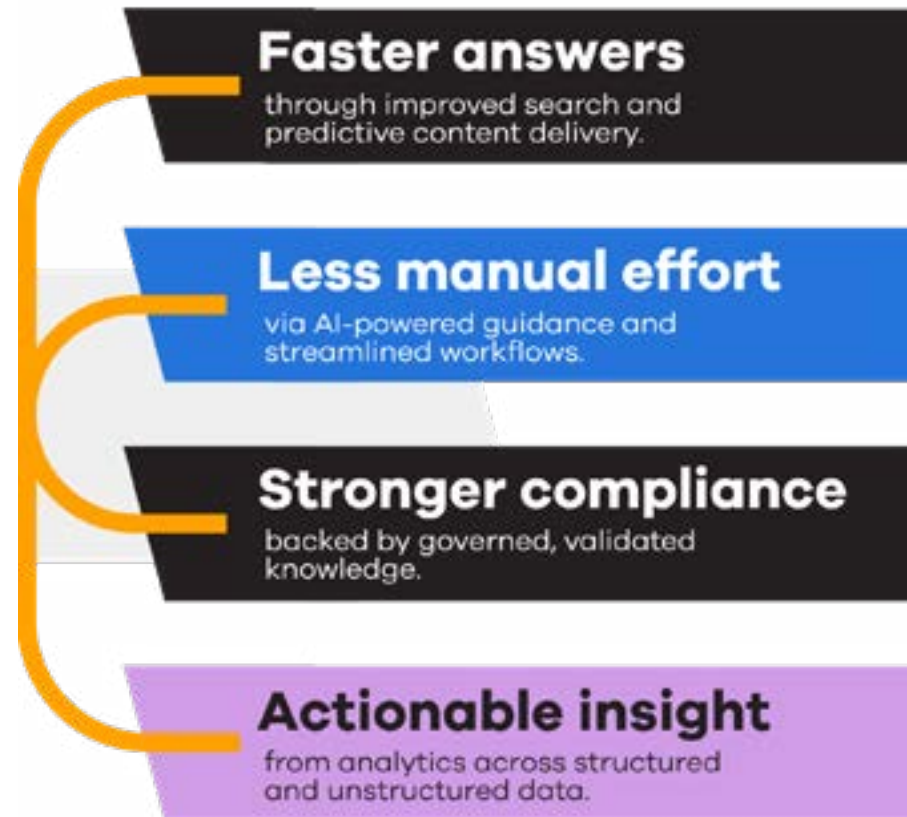 Faster answers
through improved search and
predictive content delivery.
Less manual effort
via AI-powered guidance and
streamlined workflows.
Stronger compliance
backed by governed, validated
knowledge.
Actionable insight
from analytics across structured
and unstructured data.